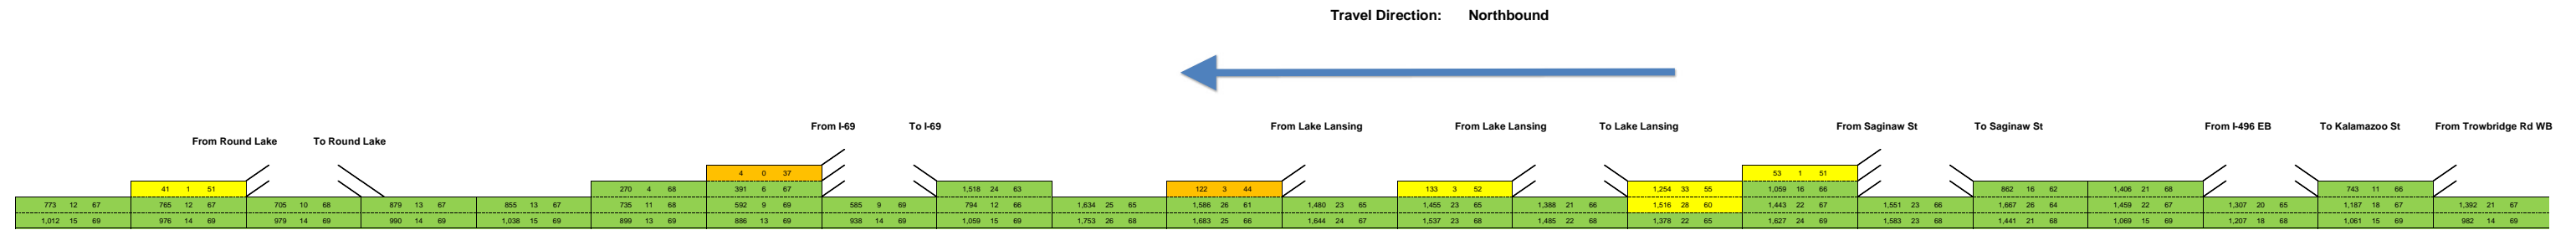 Travel Direction: Northbound
From I-69 To I-69 From Lake Lansing From Lake Lansing To Lake Lansing From Saginaw St To Saginaw St From I-496 EB To Kalamazoo St From Trowbridge Rd WB
From Round Lake To Round Lake
4 0 37 53 1 51
41 1 51 270 4 68 391 6 67 1,518 24 63 122 3 44 133 3 52 1,254 33 55 1,059 16 66 862 16 62 1,406 21 68 743 11 66
773 12 67 765 12 67 705 10 68 879 13 67 855 13 67 735 11 68 592 9 69 585 9 69 794 12 66 1,634 25 65 1,586 26 61 1,480 23 65 1,455 23 65 1,388 21 66 1,516 28 60 1,443 22 67 1,551 23 66 1,667 26 64 1,459 22 67 1,307 20 65 1,187 18 67 1,392 21 67
1,012 15 69 976 14 69 979 14 69 990 14 69 1,038 15 69 899 13 69 886 13 69 938 14 69 1,059 15 69 1,753 26 68 1,683 25 66 1,644 24 67 1,537 23 68 1,485 22 68 1,378 22 65 1,627 24 69 1,583 23 68 1,441 21 68 1,069 15 69 1,207 18 68 1,061 15 69 982 14 69